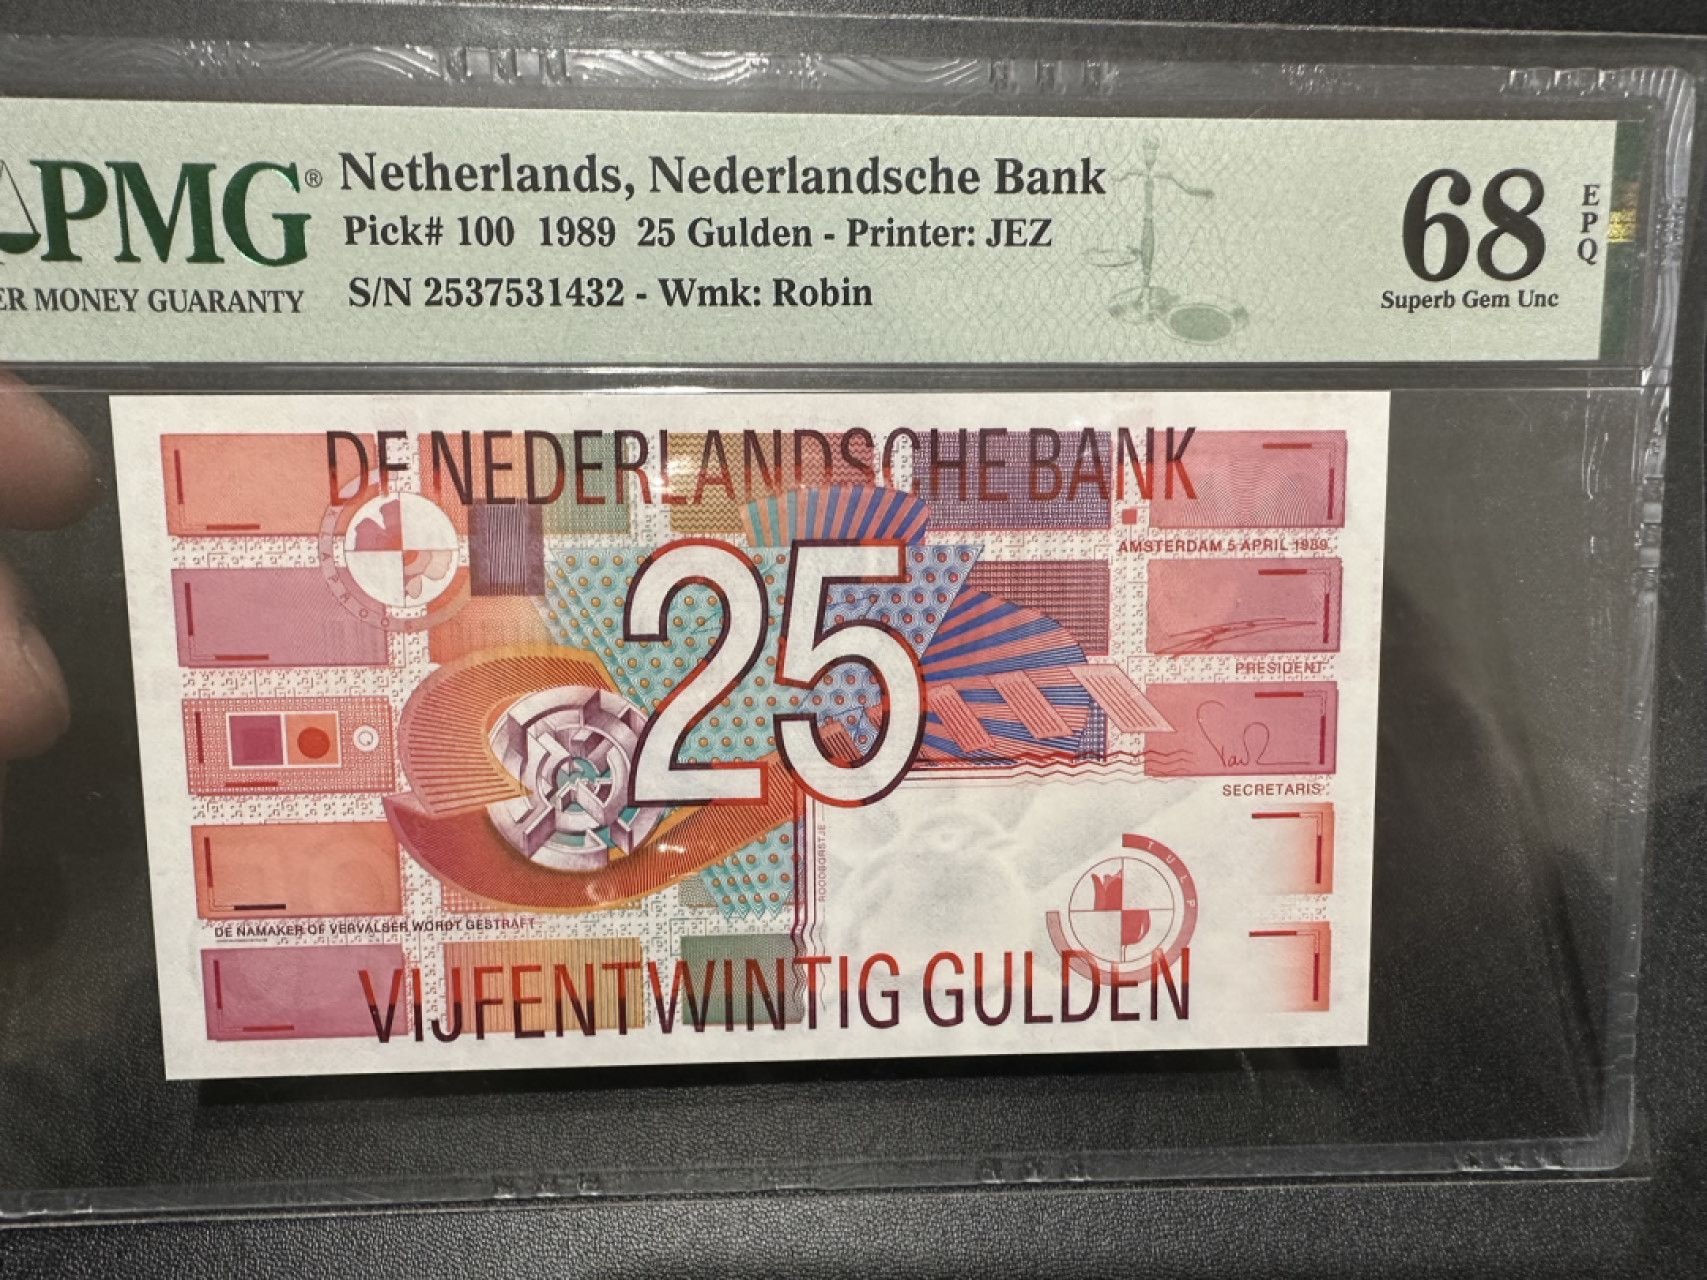 PMG®
ER MONEY GUARANTY
Netherlands, Nederlandsche Bank
Pick# 100 1989 25 Gulden - Printer: JEZ
S/N 2537531432 - Wmk: Robin
68
EPQ
Superb Gem Unc
DE NEDERLANDSCHE BANK
AMSTERDAM 5 APRIL 1989
25
PRESIDENT
SECRETARIS
ROODBORSTJE
TULP
DE NAMAKER OF VERVALSER WORDT GESTRAFT
VIJFENTWINTIG GULDEN